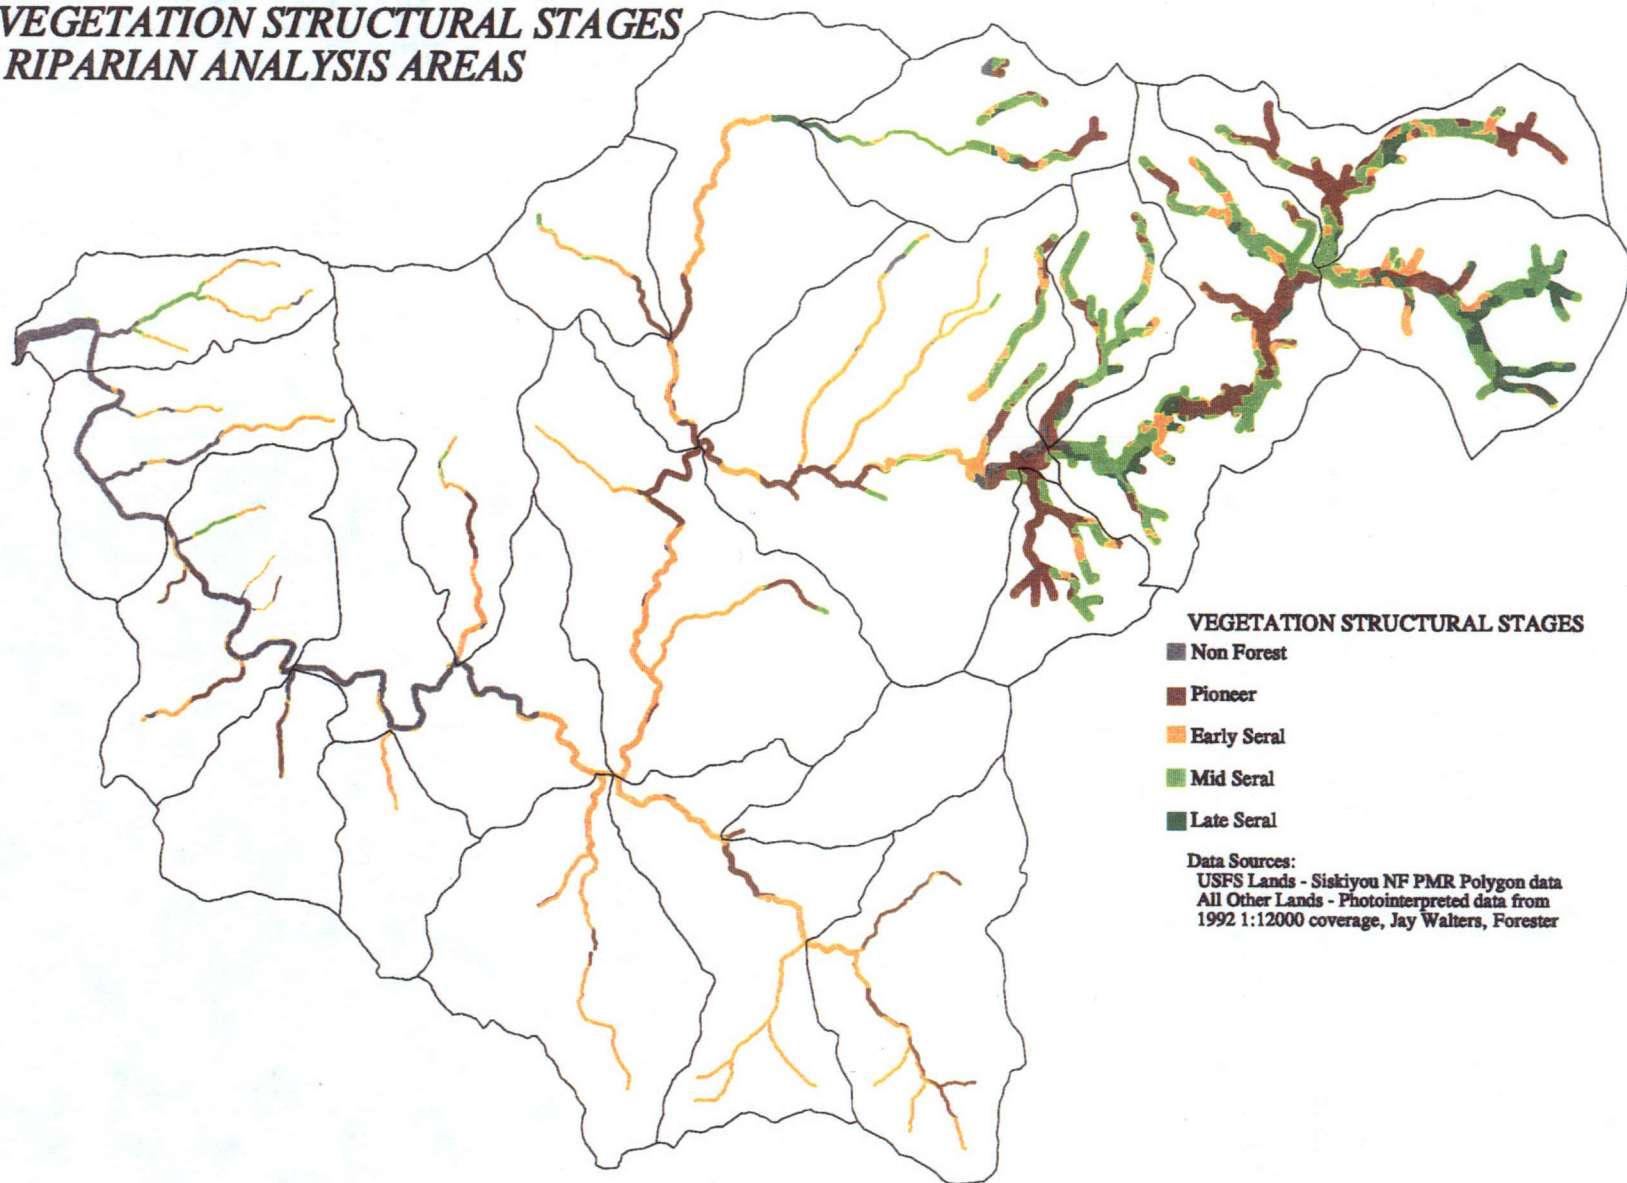 VEGETATION STRUCTURAL STAGES
RIPARIAN ANALYSIS AREAS
VEGETATION STRUCTURAL STAGES
Non Forest
Pioneer
Early Seral
Mid Seral
Late Seral
Data Sources:
USFS Lands - Siskiyou NF PMR Polygon data
All Other Lands - Photointerpreted data from
1992 1:12000 coverage, Jay Walters, Forester